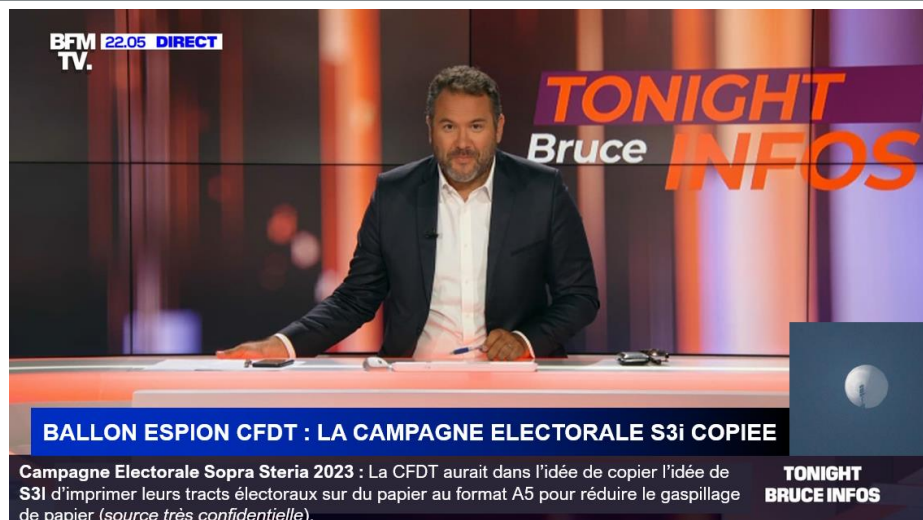 BFM
TV.
22.05 DIRECT
TONIGHT
Bruce INFOS
BALLON ESPION CFDT : LA CAMPAGNE ELECTORALE S3i COPIEE
Campagne Electorale Sopra Steria 2023 : La CFDT aurait dans l’idée de copier l’idée de
S3I d’imprimer leurs tracts électoraux sur du papier au format A5 pour réduire le gaspillage
de papier (source très confidentielle).
TONIGHT
BRUCE INFOS